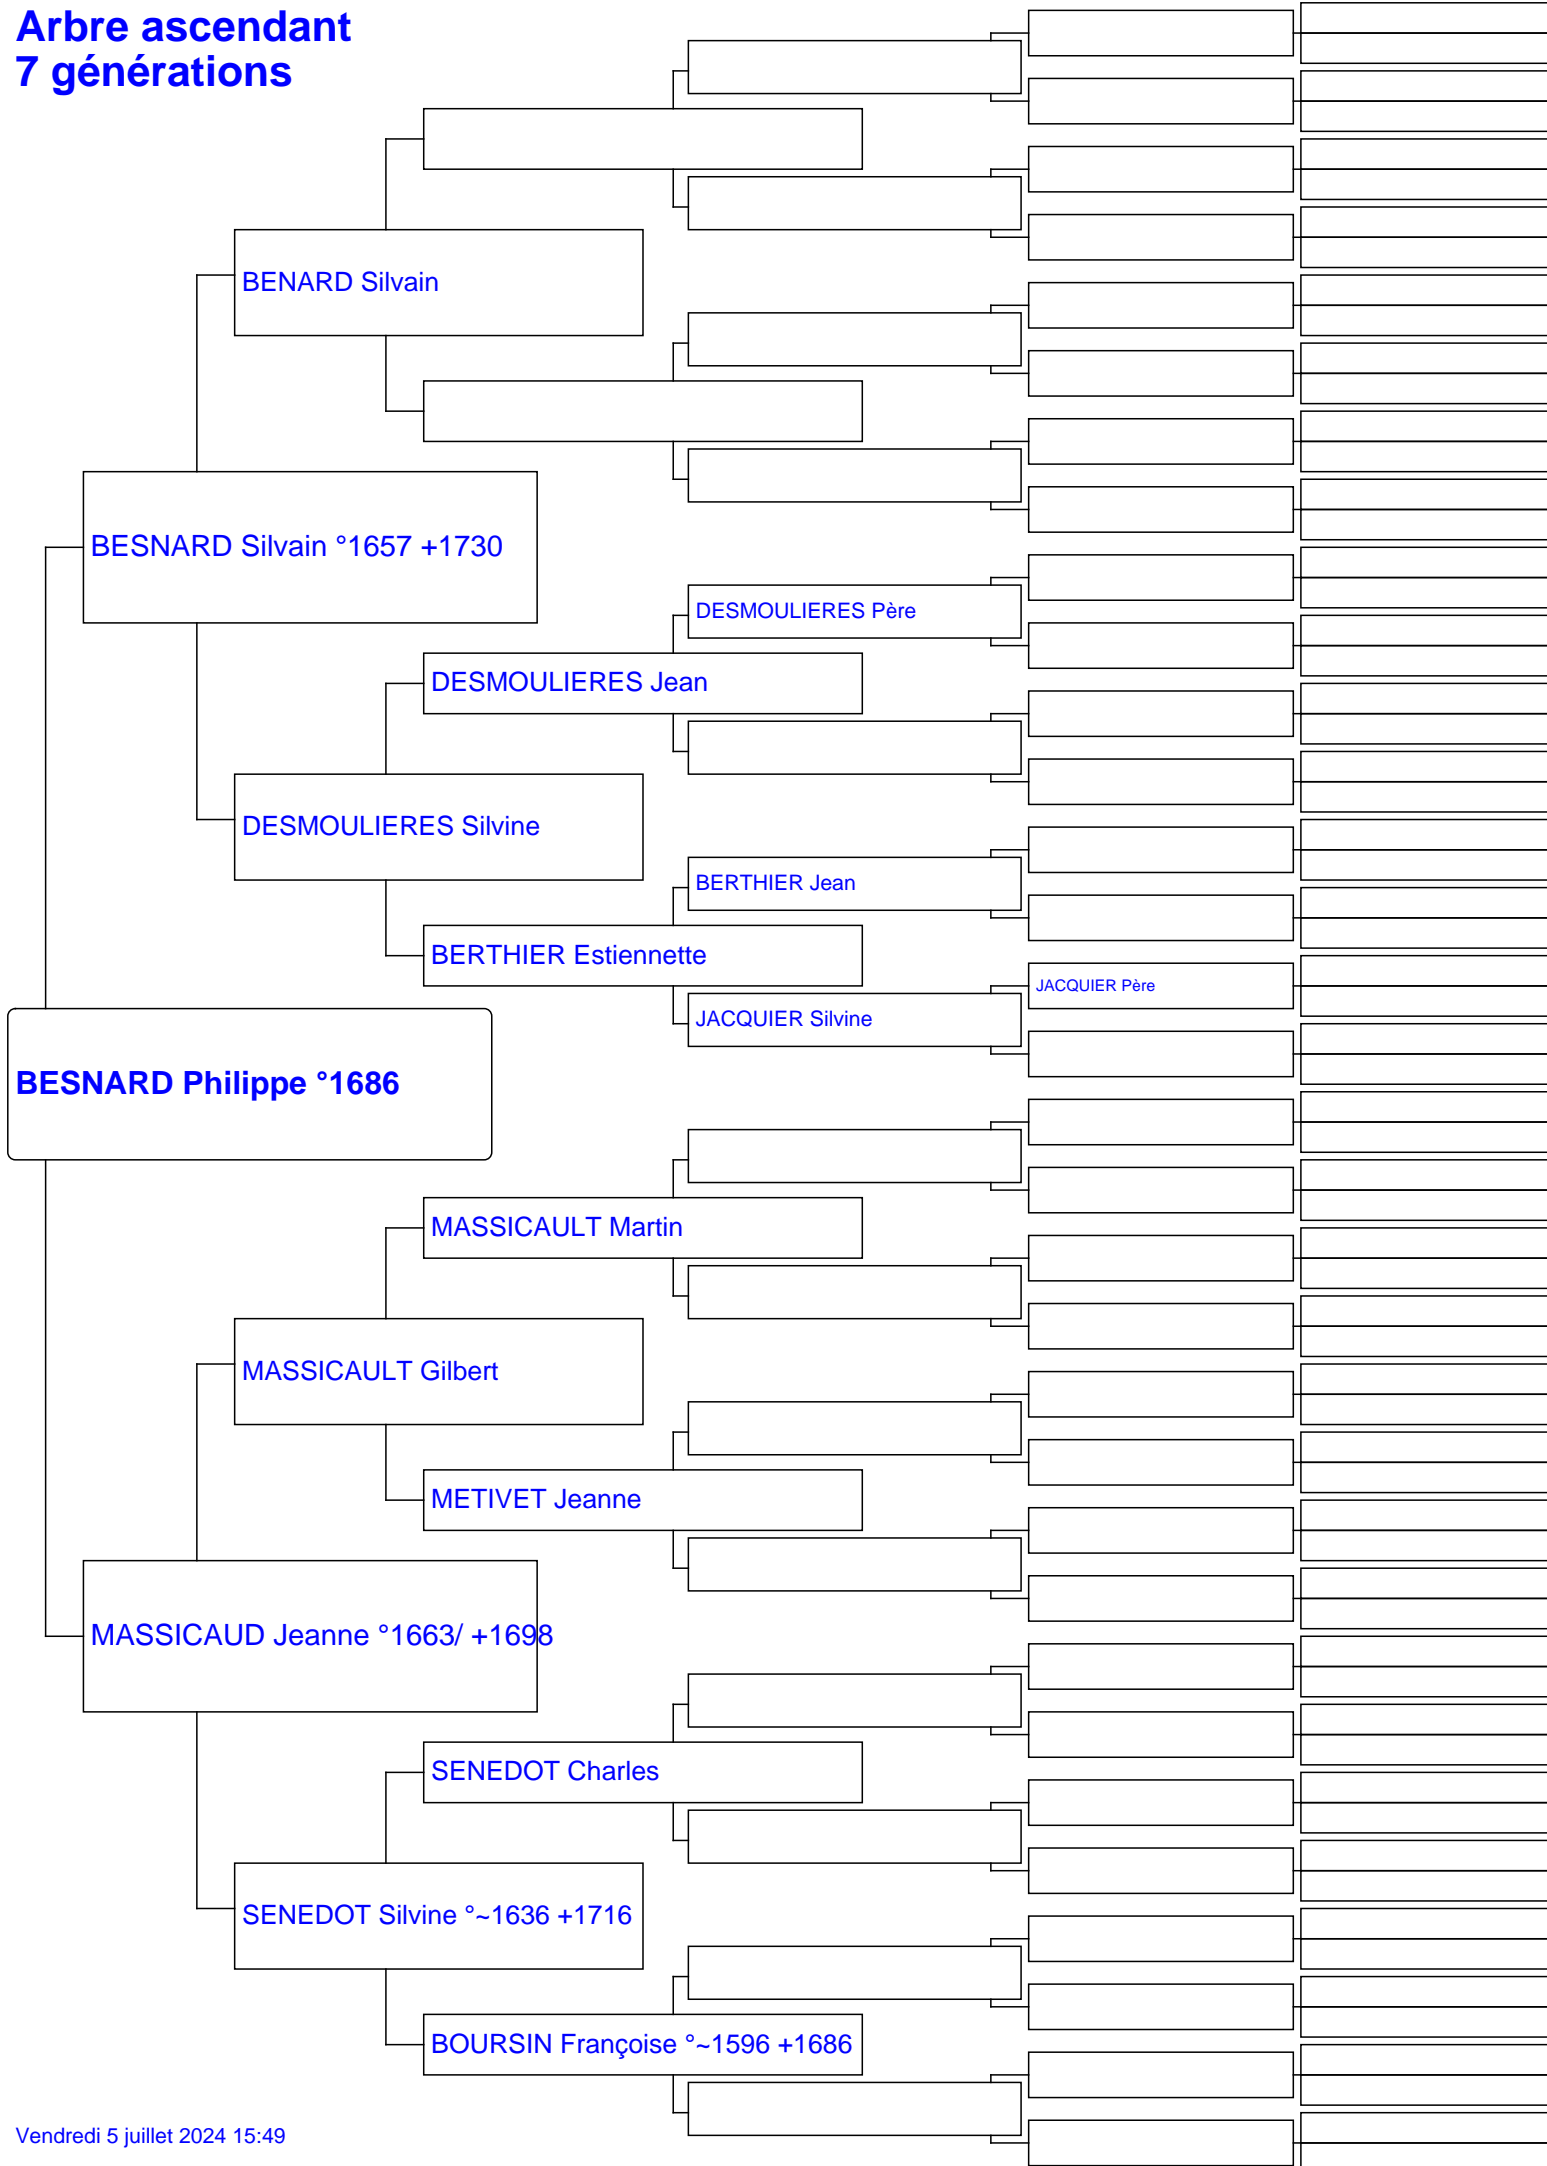 Arbre ascendant
7 générations
BENARD Silvain
BESNARD Silvain °1657 +1730
DESMOULIERES Père
DESMOULIERES Jean
DESMOULIERES Silvine
BERTHIER Jean
BERTHIER Estiennette
JACQUIER Père
JACQUIER Silvine
BESNARD Philippe °1686
MASSICAULT Martin
MASSICAULT Gilbert
METIVET Jeanne
MASSICAUD Jeanne °1663/ +1698
SENEDOT Charles
SENEDOT Silvine °~1636 +1716
BOURSIN Françoise °~1596 +1686
Vendredi 5 juillet 2024 15:49